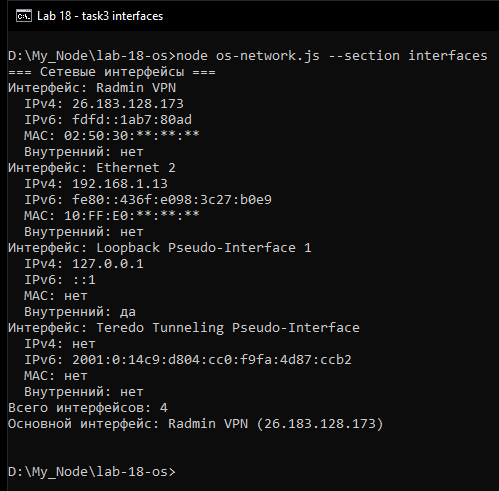 Lab 18 - task3 interfaces
D:\My_Node\lab-18-os>node os-network.js --section interfaces
=== Сетевые интерфейсы ===
Интерфейс: Radmin VPN
  IPv4: 26.183.128.173
  IPv6: fdfd::1ab7:80ad
  MAC: 02:50:30:**:**:**
  Внутренний: нет
Интерфейс: Ethernet 2
  IPv4: 192.168.1.13
  IPv6: fe80::436f:e098:3c27:b0e9
  MAC: 10:FF:E0:**:**:**
  Внутренний: нет
Интерфейс: Loopback Pseudo-Interface 1
  IPv4: 127.0.0.1
  IPv6: ::1
  MAC: нет
  Внутренний: да
Интерфейс: Teredo Tunneling Pseudo-Interface
  IPv4: нет
  IPv6: 2001:0:14c9:d804:cc0:f9fa:4d87:ccb2
  MAC: нет
  Внутренний: нет
Всего интерфейсов: 4
Основной интерфейс: Radmin VPN (26.183.128.173)
D:\My_Node\lab-18-os>